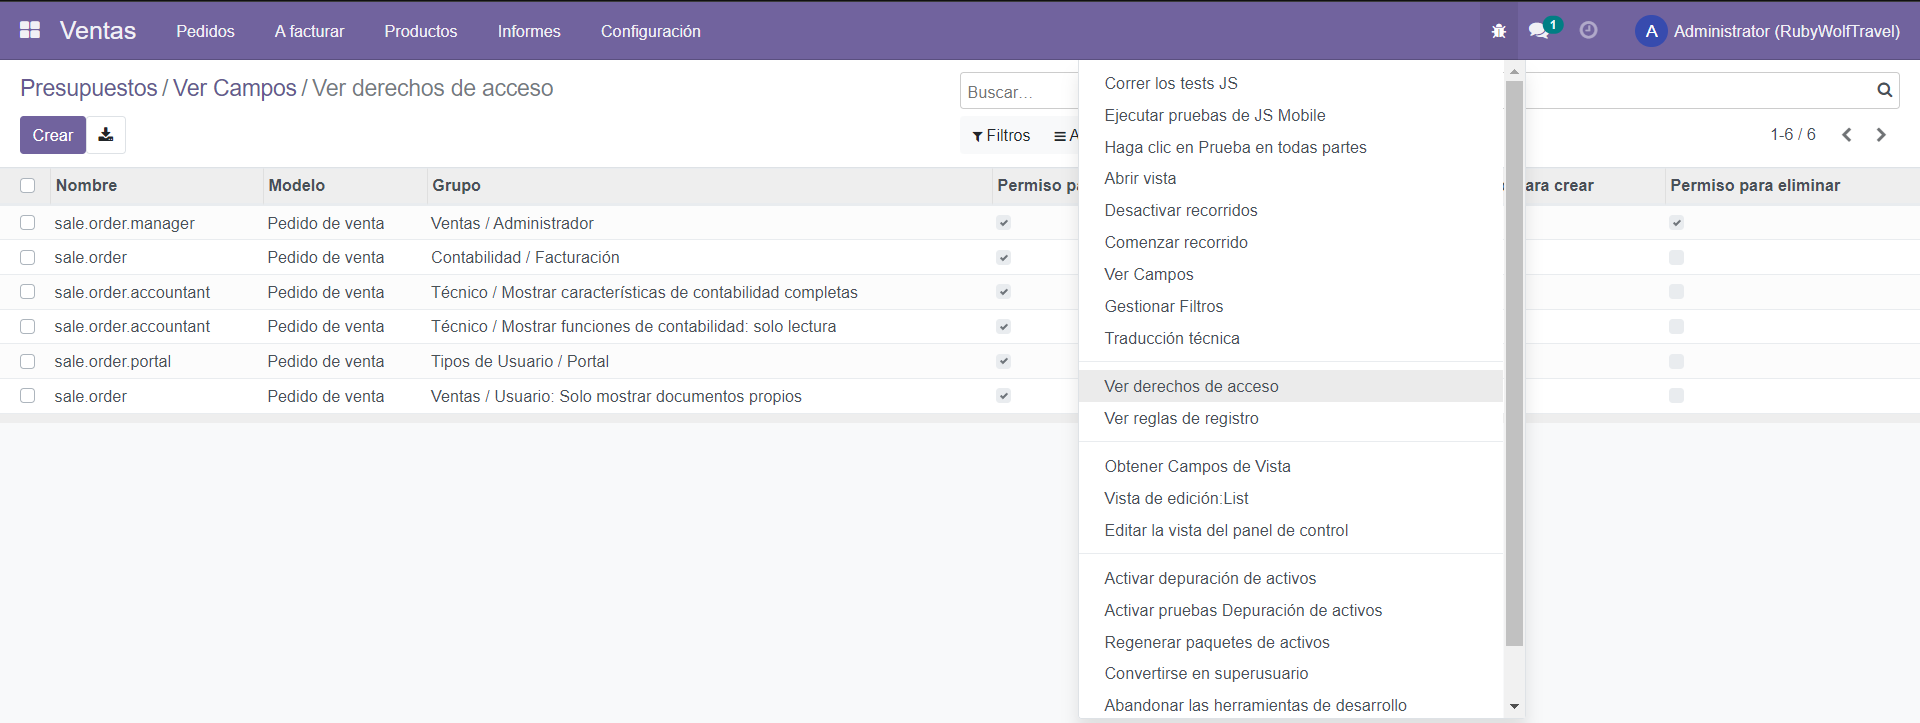 Ventas Pedidos A facturar Productos Informes Configuración 1 A Administrator (RubyWolfTravel)
Presupuestos / Ver Campos / Ver derechos de acceso
Buscar...
Crear
Filtros A
1-6 / 6
Nombre Modelo Grupo Permiso pa ara crear Permiso para eliminar
sale.order.manager Pedido de venta Ventas / Administrador
sale.order Pedido de venta Contabilidad / Facturación
sale.order.accountant Pedido de venta Técnico / Mostrar características de contabilidad completas
sale.order.accountant Pedido de venta Técnico / Mostrar funciones de contabilidad: solo lectura
sale.order.portal Pedido de venta Tipos de Usuario / Portal
sale.order Pedido de venta Ventas / Usuario: Solo mostrar documentos propios
Correr los tests JS
Ejecutar pruebas de JS Mobile
Haga clic en Prueba en todas partes
Abrir vista
Desactivar recorridos
Comenzar recorrido
Ver Campos
Gestionar Filtros
Traducción técnica
Ver derechos de acceso
Ver reglas de registro
Obtener Campos de Vista
Vista de edición:List
Editar la vista del panel de control
Activar depuración de activos
Activar pruebas Depuración de activos
Regenerar paquetes de activos
Convertirse en superusuario
Abandonar las herramientas de desarrollo